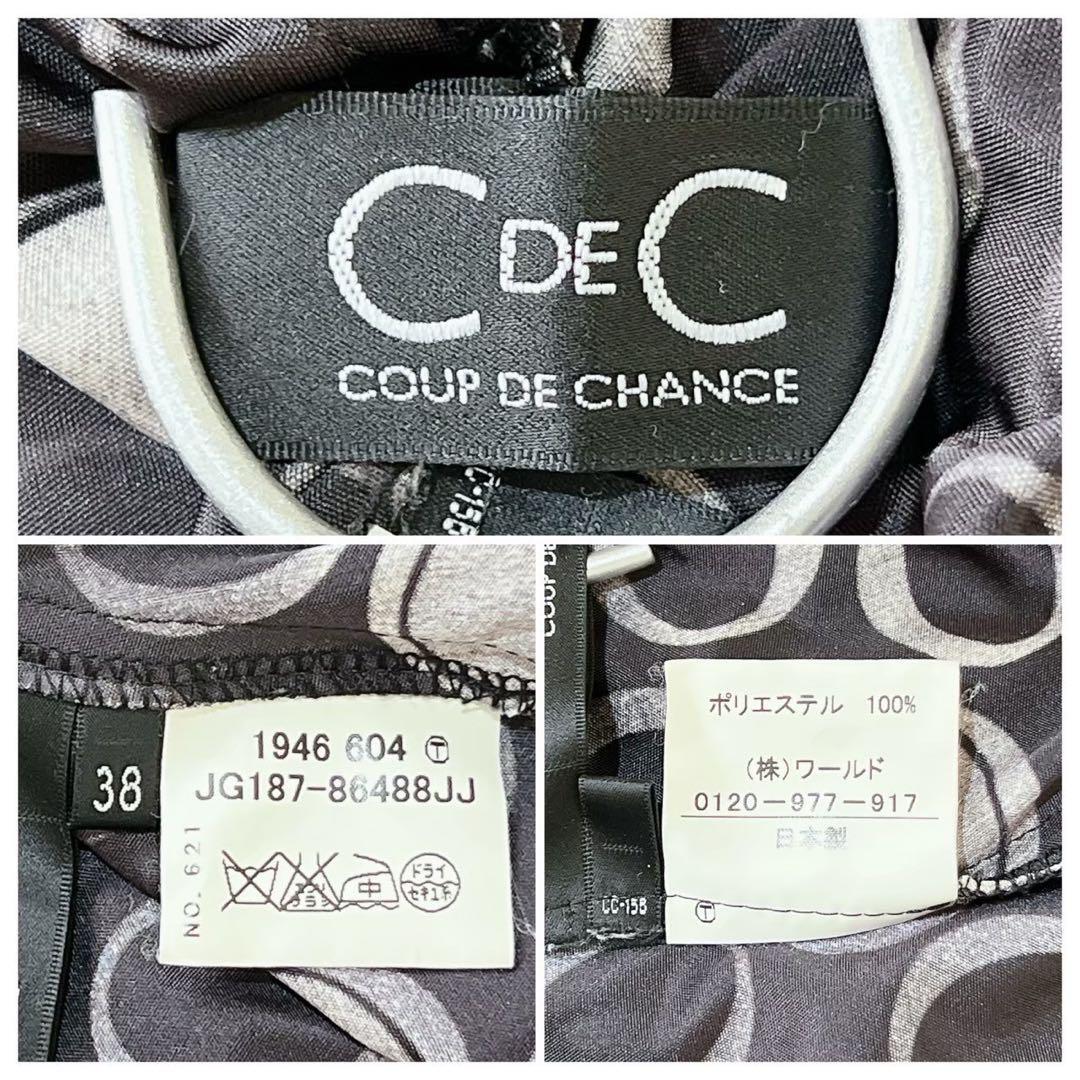 C DE C
COUP DE CHANCE
38
1946 604 Ⓣ
JG187-86488JJ
NO. 621
中
ドライ
セキユ系
COUP DE
ポリエステル 100%
(株)ワールド
0120-977-917
日本製
CC-15B
Ⓣ